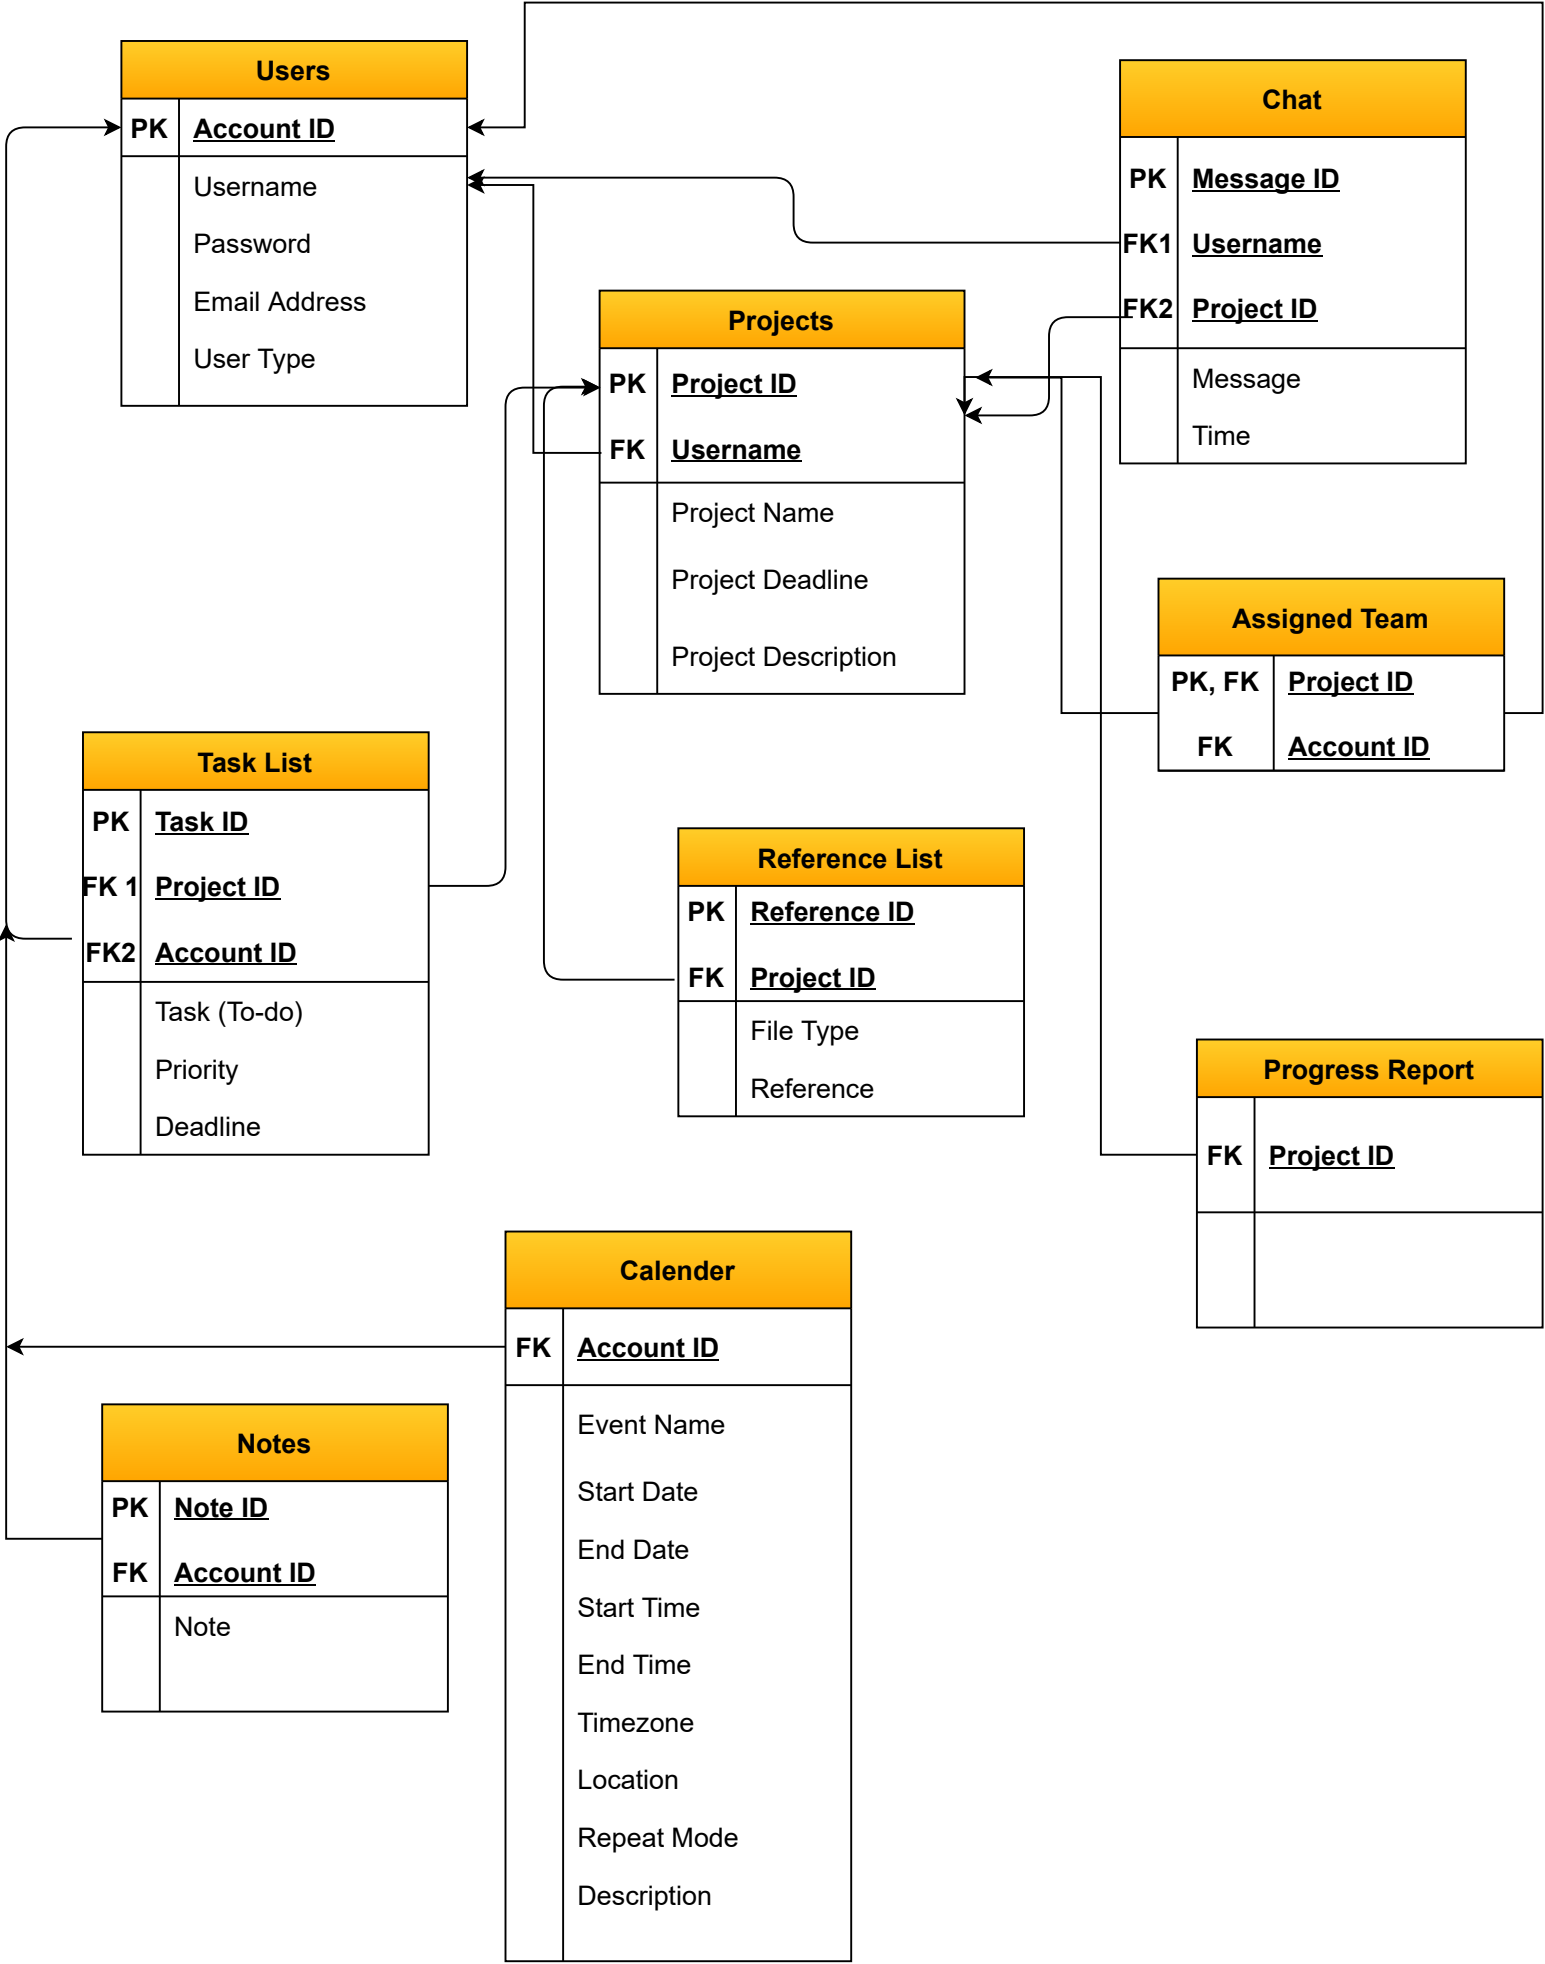 Users
PK Account ID
Username
Password
Email Address
User Type
Chat
PK Message ID
FK1 Username
FK2 Project ID
Message
Time
Projects
PK Project ID
FK Username
Project Name
Project Deadline
Project Description
Assigned Team
PK, FK Project ID
FK Account ID
Task List
PK Task ID
FK 1 Project ID
FK2 Account ID
Task (To-do)
Priority
Deadline
Reference List
PK Reference ID
FK Project ID
File Type
Reference
Progress Report
FK Project ID
Calender
FK Account ID
Event Name
Start Date
End Date
Start Time
End Time
Timezone
Location
Repeat Mode
Description
Notes
PK Note ID
FK Account ID
Note